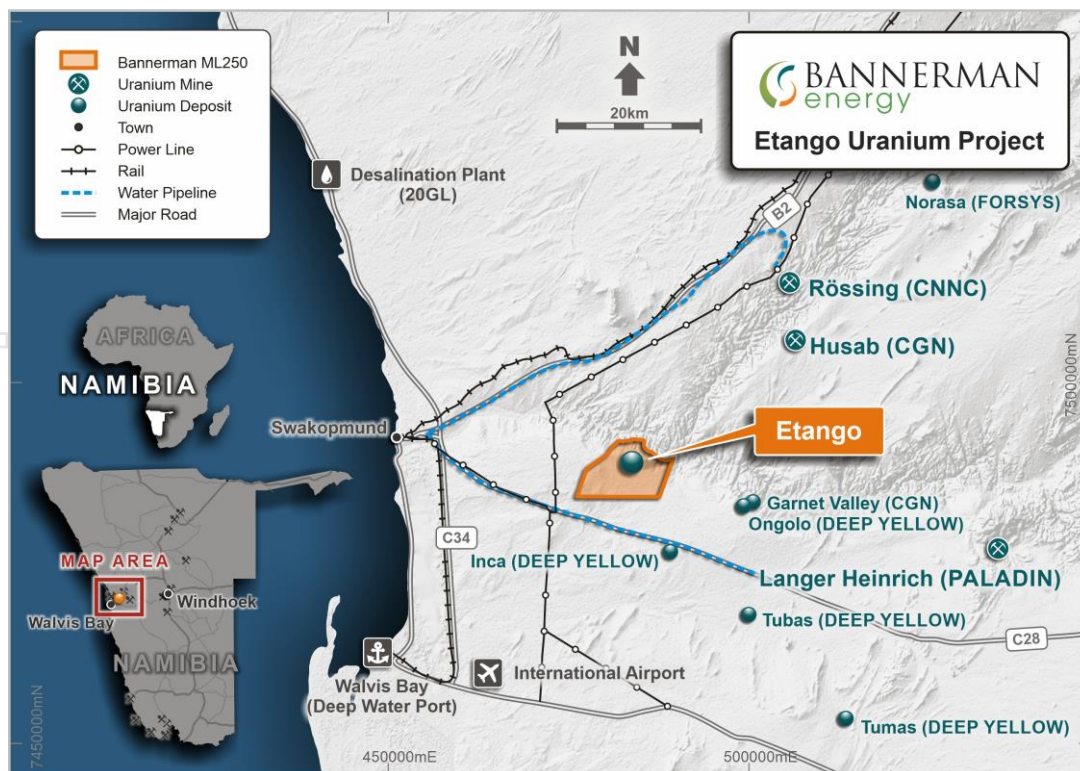 Bannerman ML250
Uranium Mine
Uranium Deposit
Town
Power Line
Rail
Water Pipeline
Major Road
N
20km
BANNERMAN
energy
Etango Uranium Project
Desalination Plant
(20GL)
B2
Norasa (FORSYS)
Rössing (CNNC)
Husab (CGN)
AFRICA
NAMIBIA
Swakopmund
Etango
7500000mN
C34
Garnet Valley (CGN)
Ongolo (DEEP YELLOW)
Inca (DEEP YELLOW)
Langer Heinrich (PALADIN)
MAP AREA
Windhoek
Walvis Bay
NAMIBIA
Tubas (DEEP YELLOW)
C28
International Airport
Walvis Bay
(Deep Water Port)
Tumas (DEEP YELLOW)
7450000mN
450000mE
500000mE